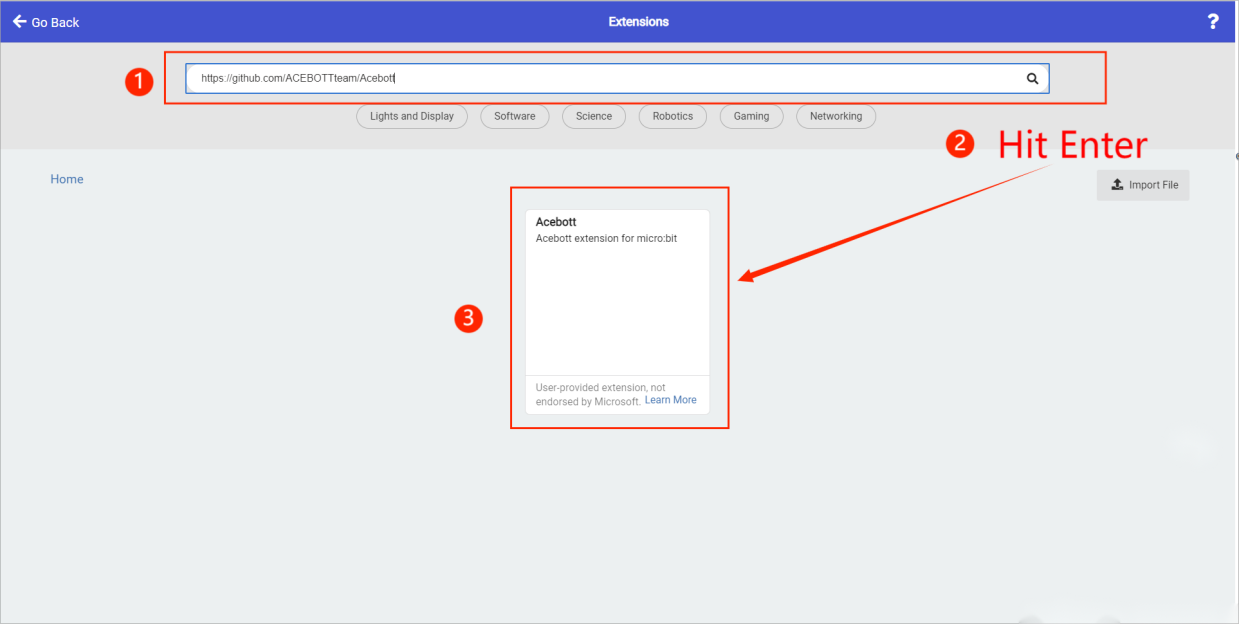 Go Back
Extensions
?
1
https://github.com/ACEBOTTteam/Acebott
Lights and Display
Software
Science
Robotics
Gaming
Networking
2
Hit Enter
Home
Import File
Acebott
Acebott extension for micro:bit
3
User-provided extension, not
endorsed by Microsoft. Learn More